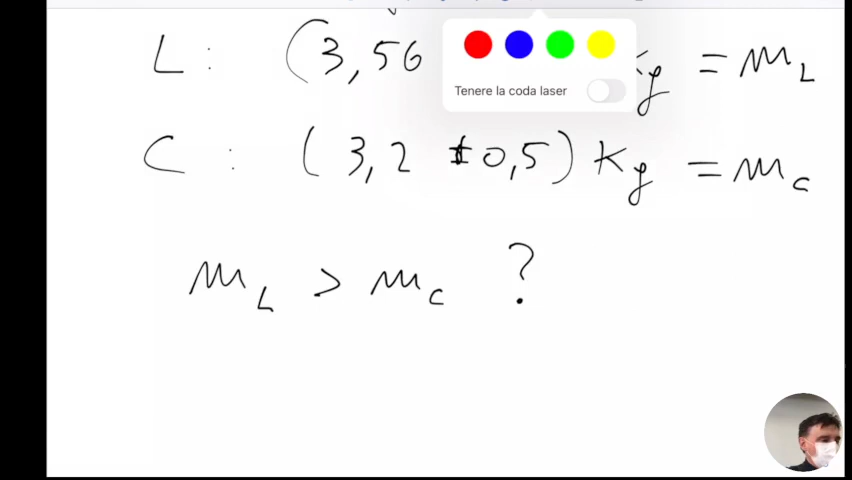 L : (3,56 Kg = m_L
Tenere la coda laser
C : (3,2 ± 0,5) Kg = m_C
m_L > m_C ?